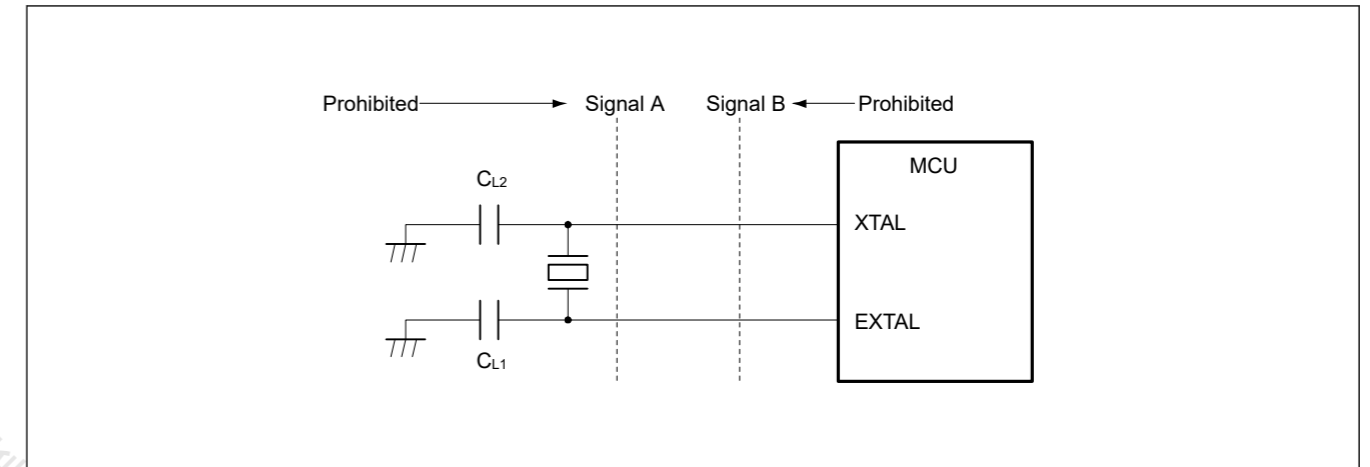 Prohibited Signal A Signal B Prohibited
MCU
CL2
XTAL
EXTAL
CL1